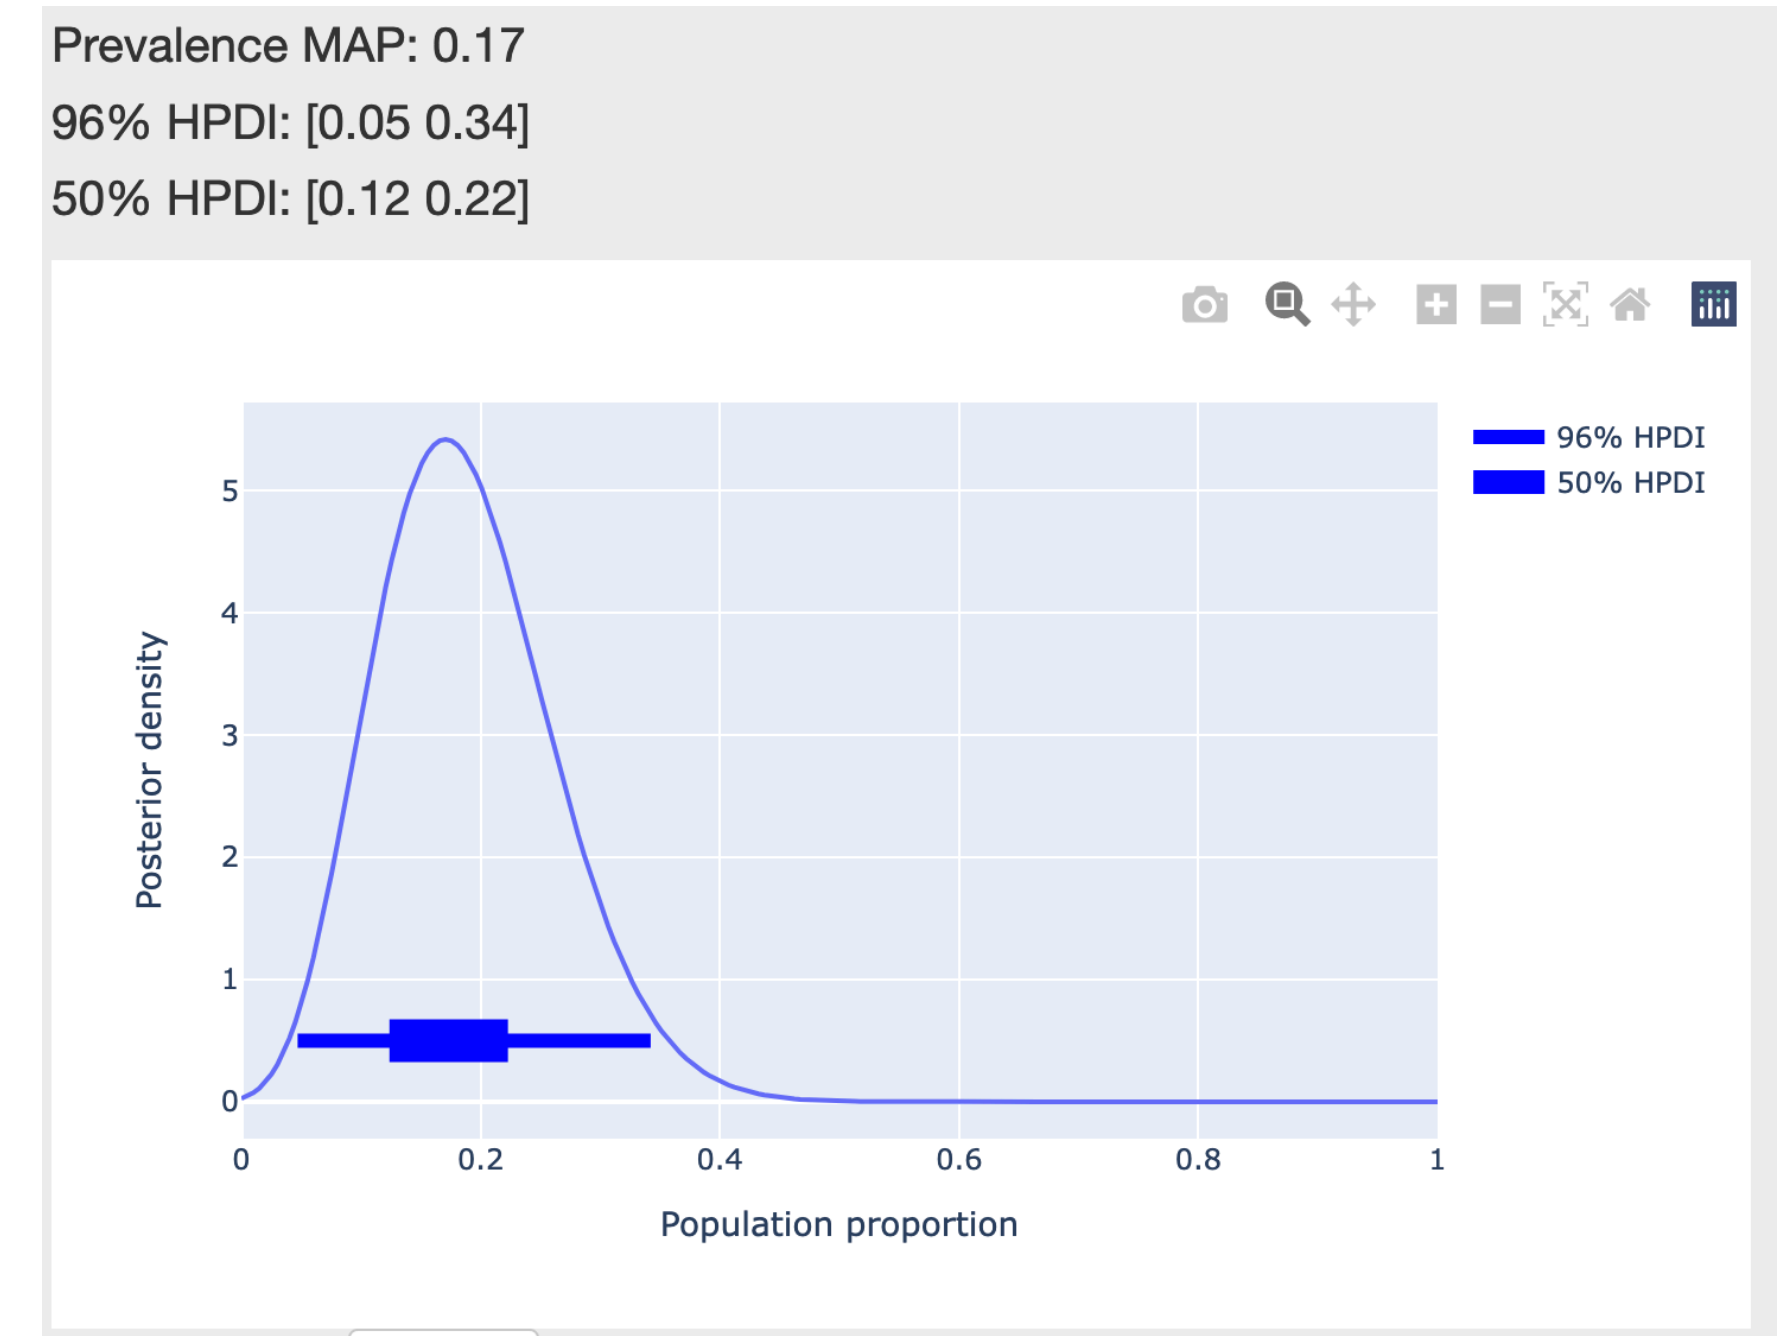 Prevalence MAP: 0.17
96% HPDI: [0.05 0.34]
50% HPDI: [0.12 0.22]
96% HPDI
50% HPDI
5
4
3
2
1
0
Posterior density
0 0.2 0.4 0.6 0.8 1
Population proportion